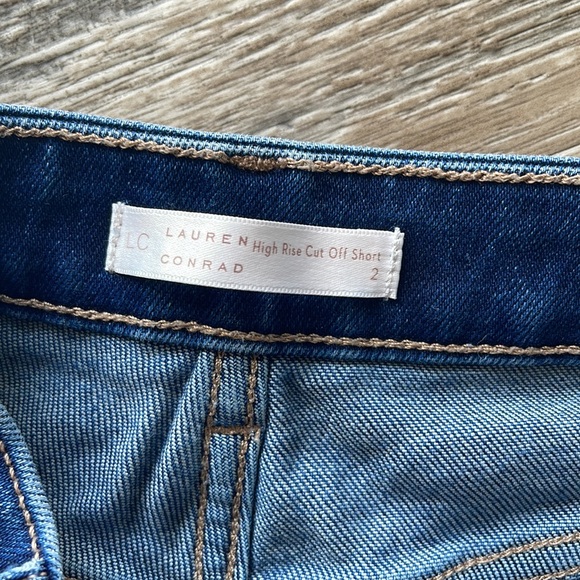 LC LAUREN CONRAD
High Rise Cut Off Short
2